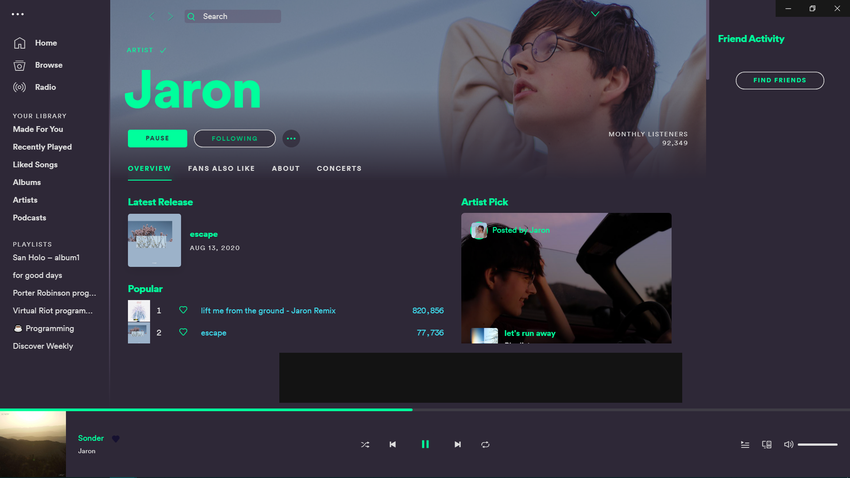 Search
Home
Browse
Radio
YOUR LIBRARY
Made For You
Recently Played
Liked Songs
Albums
Artists
Podcasts
PLAYLISTS
San Holo – album1
for good days
Porter Robinson prog...
Virtual Riot program...
☕ Programming
Discover Weekly
ARTIST
Jaron
PAUSE
FOLLOWING
MONTHLY LISTENERS
92,349
OVERVIEW FANS ALSO LIKE ABOUT CONCERTS
Latest Release
escape
AUG 13, 2020
Popular
1 lift me from the ground - Jaron Remix 820,856
2 escape 77,736
Artist Pick
Posted by Jaron
let's run away
Friend Activity
FIND FRIENDS
Sonder
Jaron